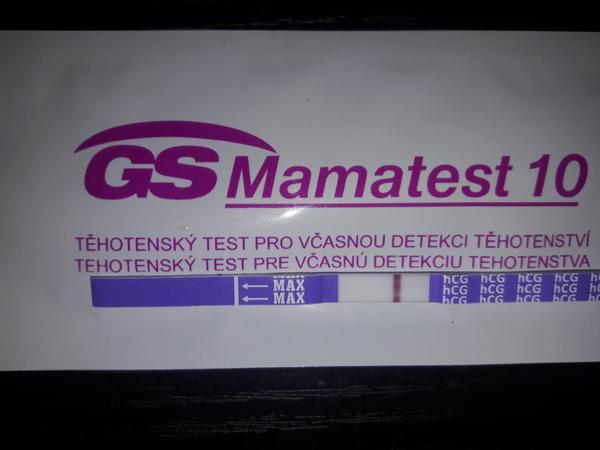 GS Mamatest 10
TĚHOTENSKÝ TEST PRO VČASNOU DETEKCI TĚHOTENSTVÍ
TEHOTENSKÝ TEST PRE VČASNÚ DETEKCIU TEHOTENSTVA
← MAX hCG hCG hCG hCG
← MAX hCG hCG hCG hCG
hCG hCG hCG hCG